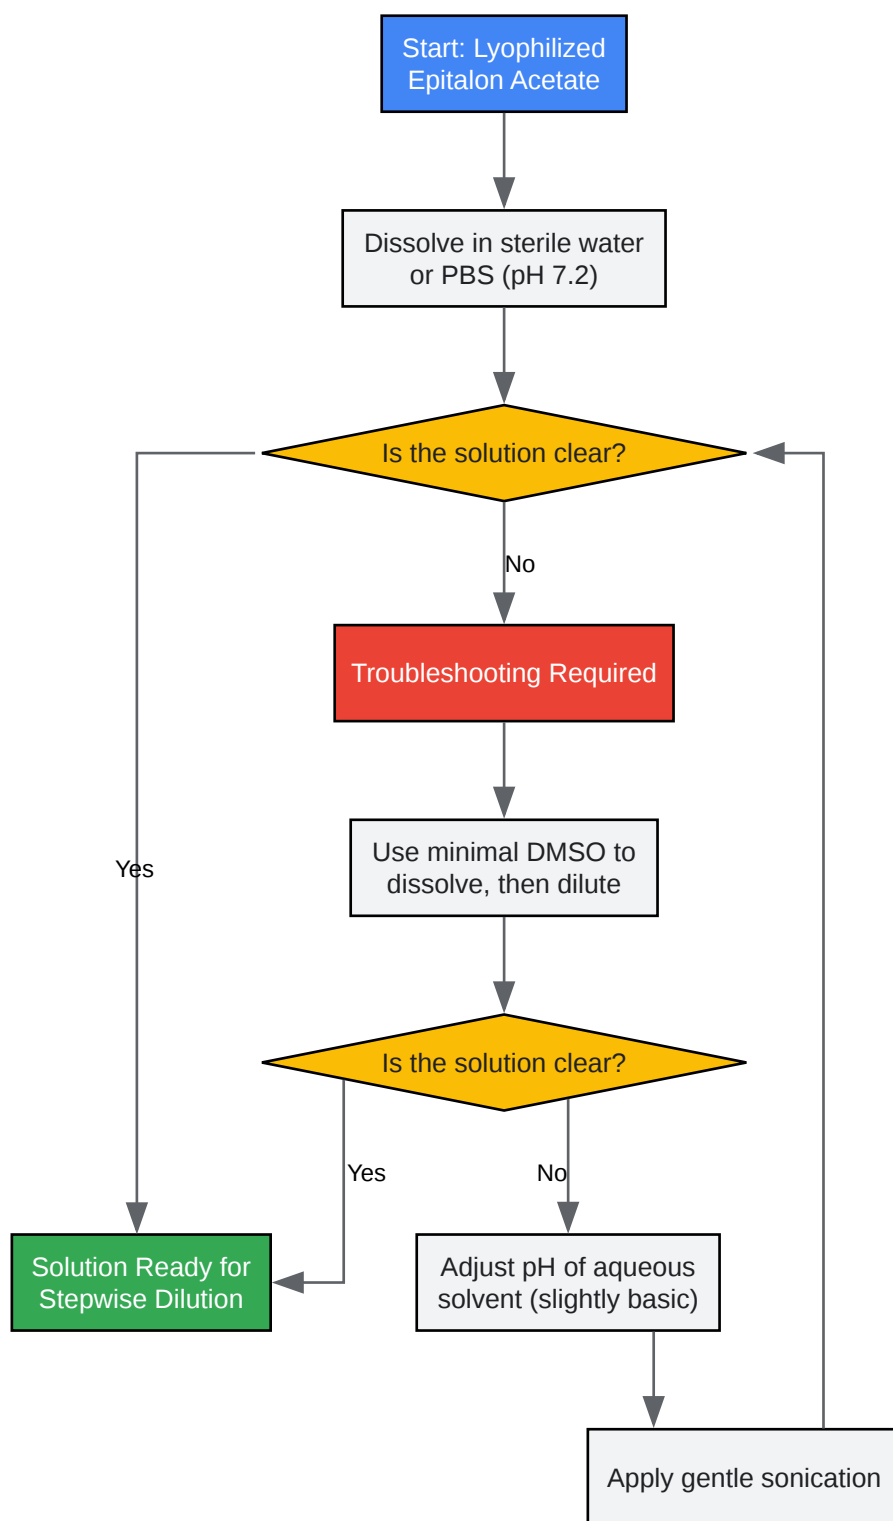 Start: Lyophilized
Epitalon Acetate
Dissolve in sterile water
or PBS (pH 7.2)
Is the solution clear?
No
Troubleshooting Required
Use minimal DMSO to
dissolve, then dilute
Yes
Is the solution clear?
Yes
No
Solution Ready for
Stepwise Dilution
Adjust pH of aqueous
solvent (slightly basic)
Apply gentle sonication